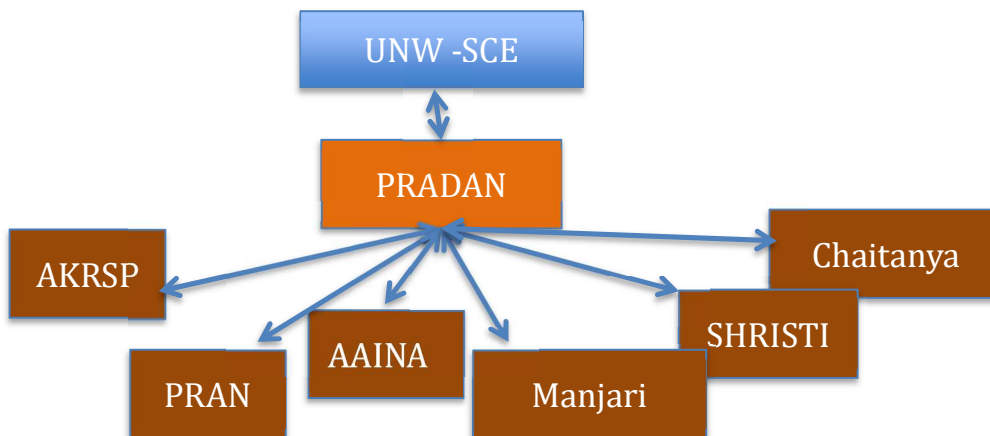 UNW -SCE
PRADAN
AKRSP
Chaitanya
SHRISTI
AAINA
PRAN
Manjari